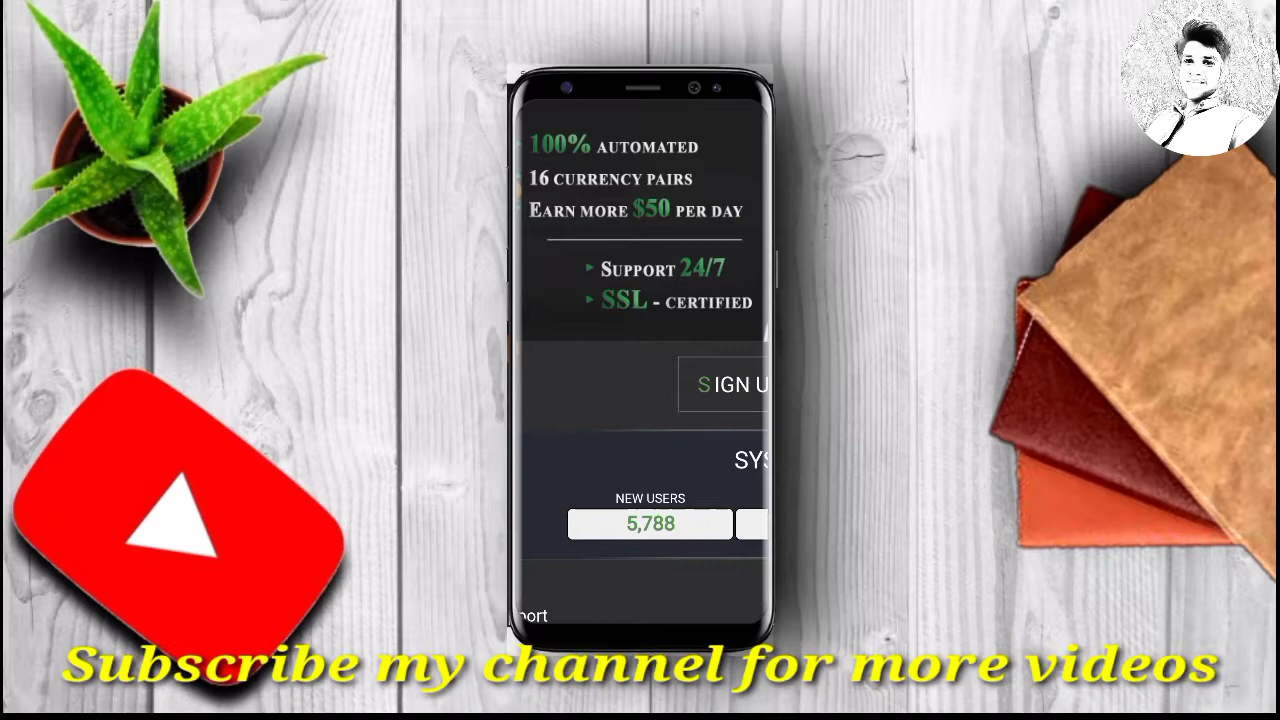 100% AUTOMATED
16 CURRENCY PAIRS
EARN MORE $50 PER DAY
SUPPORT 24/7
SSL - CERTIFIED
SIGN U
SYS
NEW USERS
5,788
port
Subscribe my channel for more videos